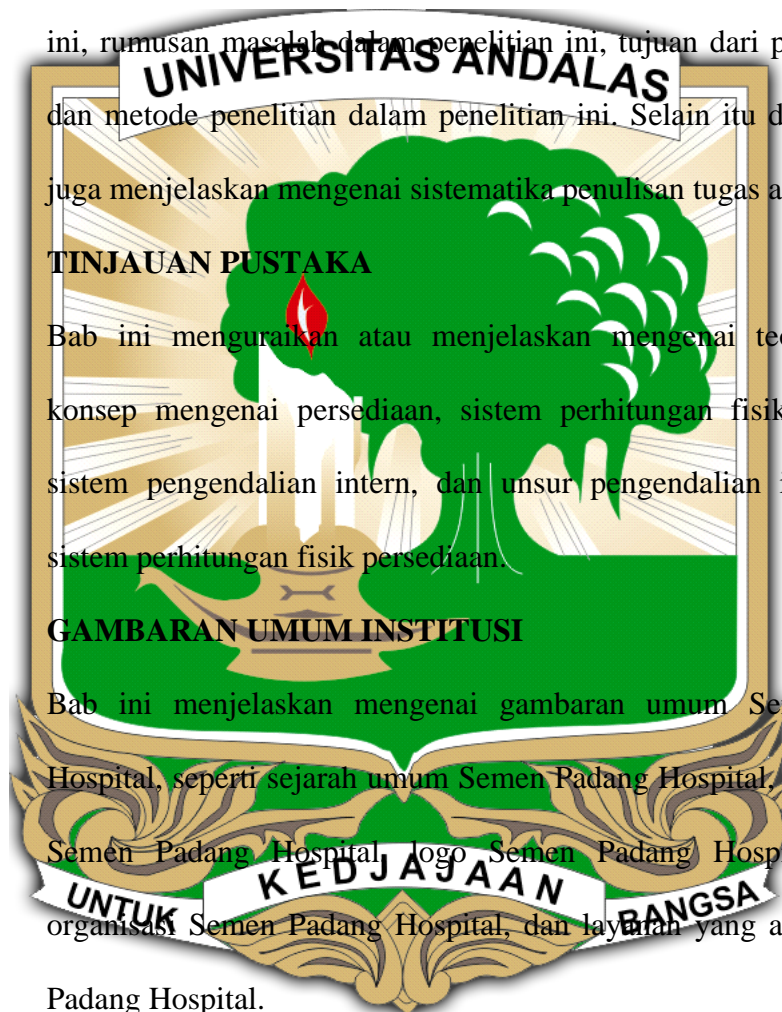 ini, rumusan masalah dalam penelitian ini, tujuan dari p
UNIVERSITAS ANDALAS
dan metode penelitian dalam penelitian ini. Selain itu d
juga menjelaskan mengenai sistematika penulisan tugas a
TINJAUAN PUSTAKA
Bab ini menguraikan atau menjelaskan mengenai teo
konsep mengenai persediaan, sistem perhitungan fisik
sistem pengendalian intern, dan unsur pengendalian i
sistem perhitungan fisik persediaan.
GAMBARAN UMUM INSTITUSI
Bab ini menjelaskan mengenai gambaran umum Se
Hospital, seperti sejarah umum Semen Padang Hospital,
Semen Padang Hospital, logo Semen Padang Hosp
UNTUK KEDJAJAAN BANGSA
organisasi Semen Padang Hospital, dan layanan yang a
Padang Hospital.